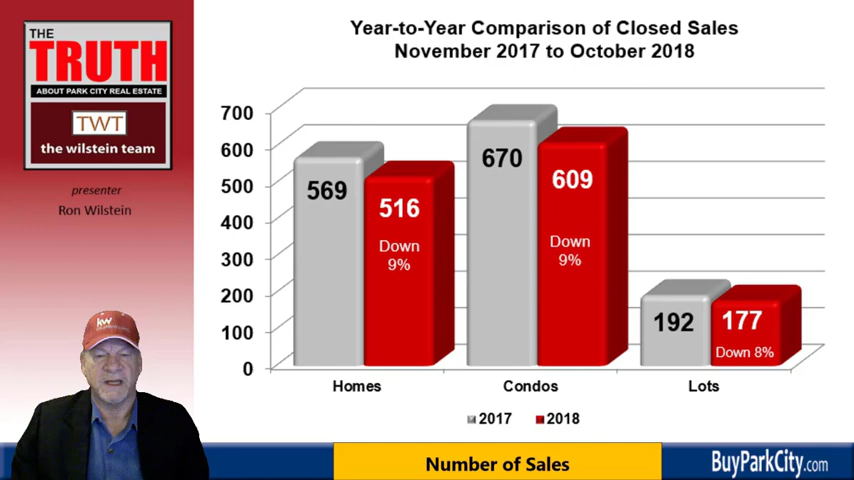 THE
TRUTH
ABOUT PARK CITY REAL ESTATE
TWT
the wilstein team
presenter
Ron Wilstein
kw
Year-to-Year Comparison of Closed Sales
November 2017 to October 2018
700
600
500
400
300
200
100
0
569
516
Down
9%
670
609
Down
9%
192
177
Down 8%
Homes
Condos
Lots
2017
2018
Number of Sales
BuyParkCity.com